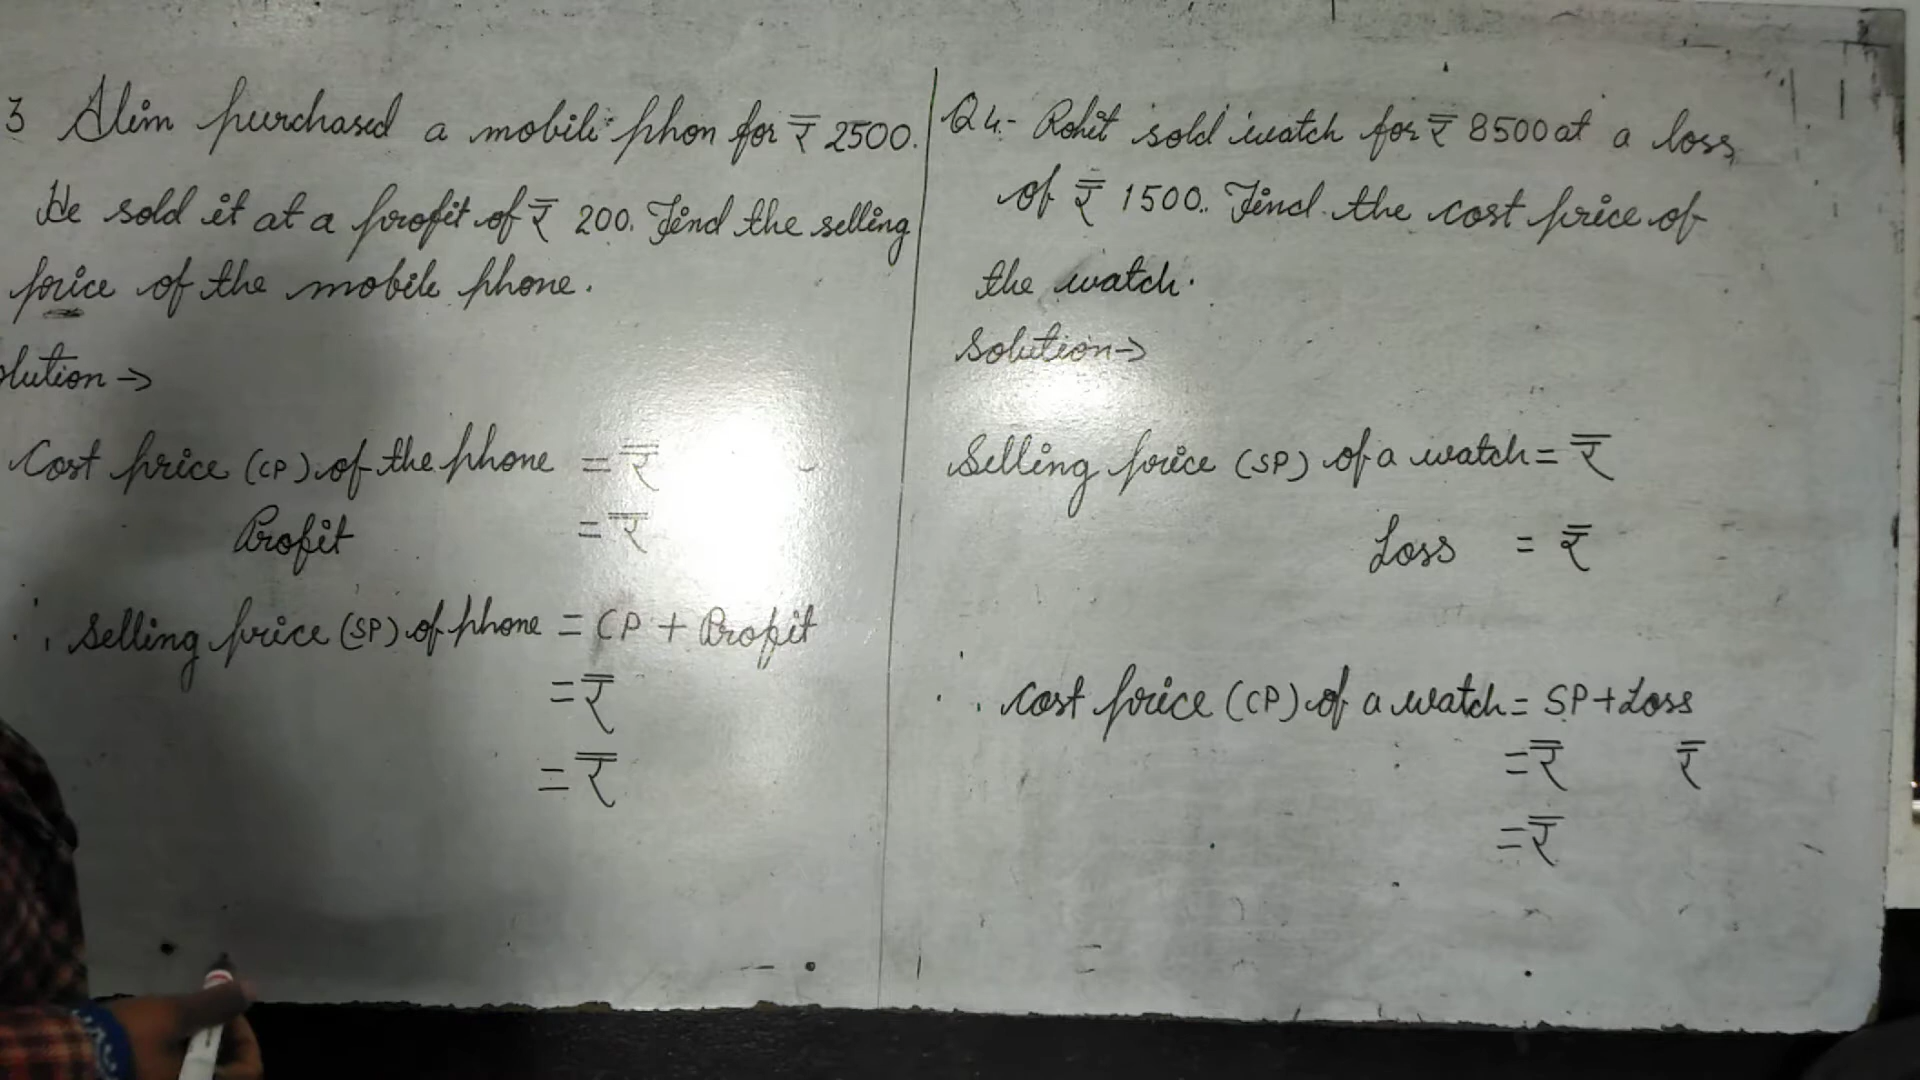 3 Alim purchased a mobile phon for ₹ 2500.
He sold it at a profit of ₹ 200. Find the selling
price of the mobile phone.
olution →
Cost price (CP) of the phone = ₹
Profit = ₹
∴ Selling price (SP) of phone = CP + Profit
= ₹
= ₹
Q4.- Rohit sold watch for ₹ 8500 at a loss
of ₹ 1500. Find the cost price of
the watch.
Solution →
Selling price (SP) of a watch = ₹
Loss = ₹
∴ Cost price (CP) of a watch = SP + Loss
= ₹ ₹
= ₹